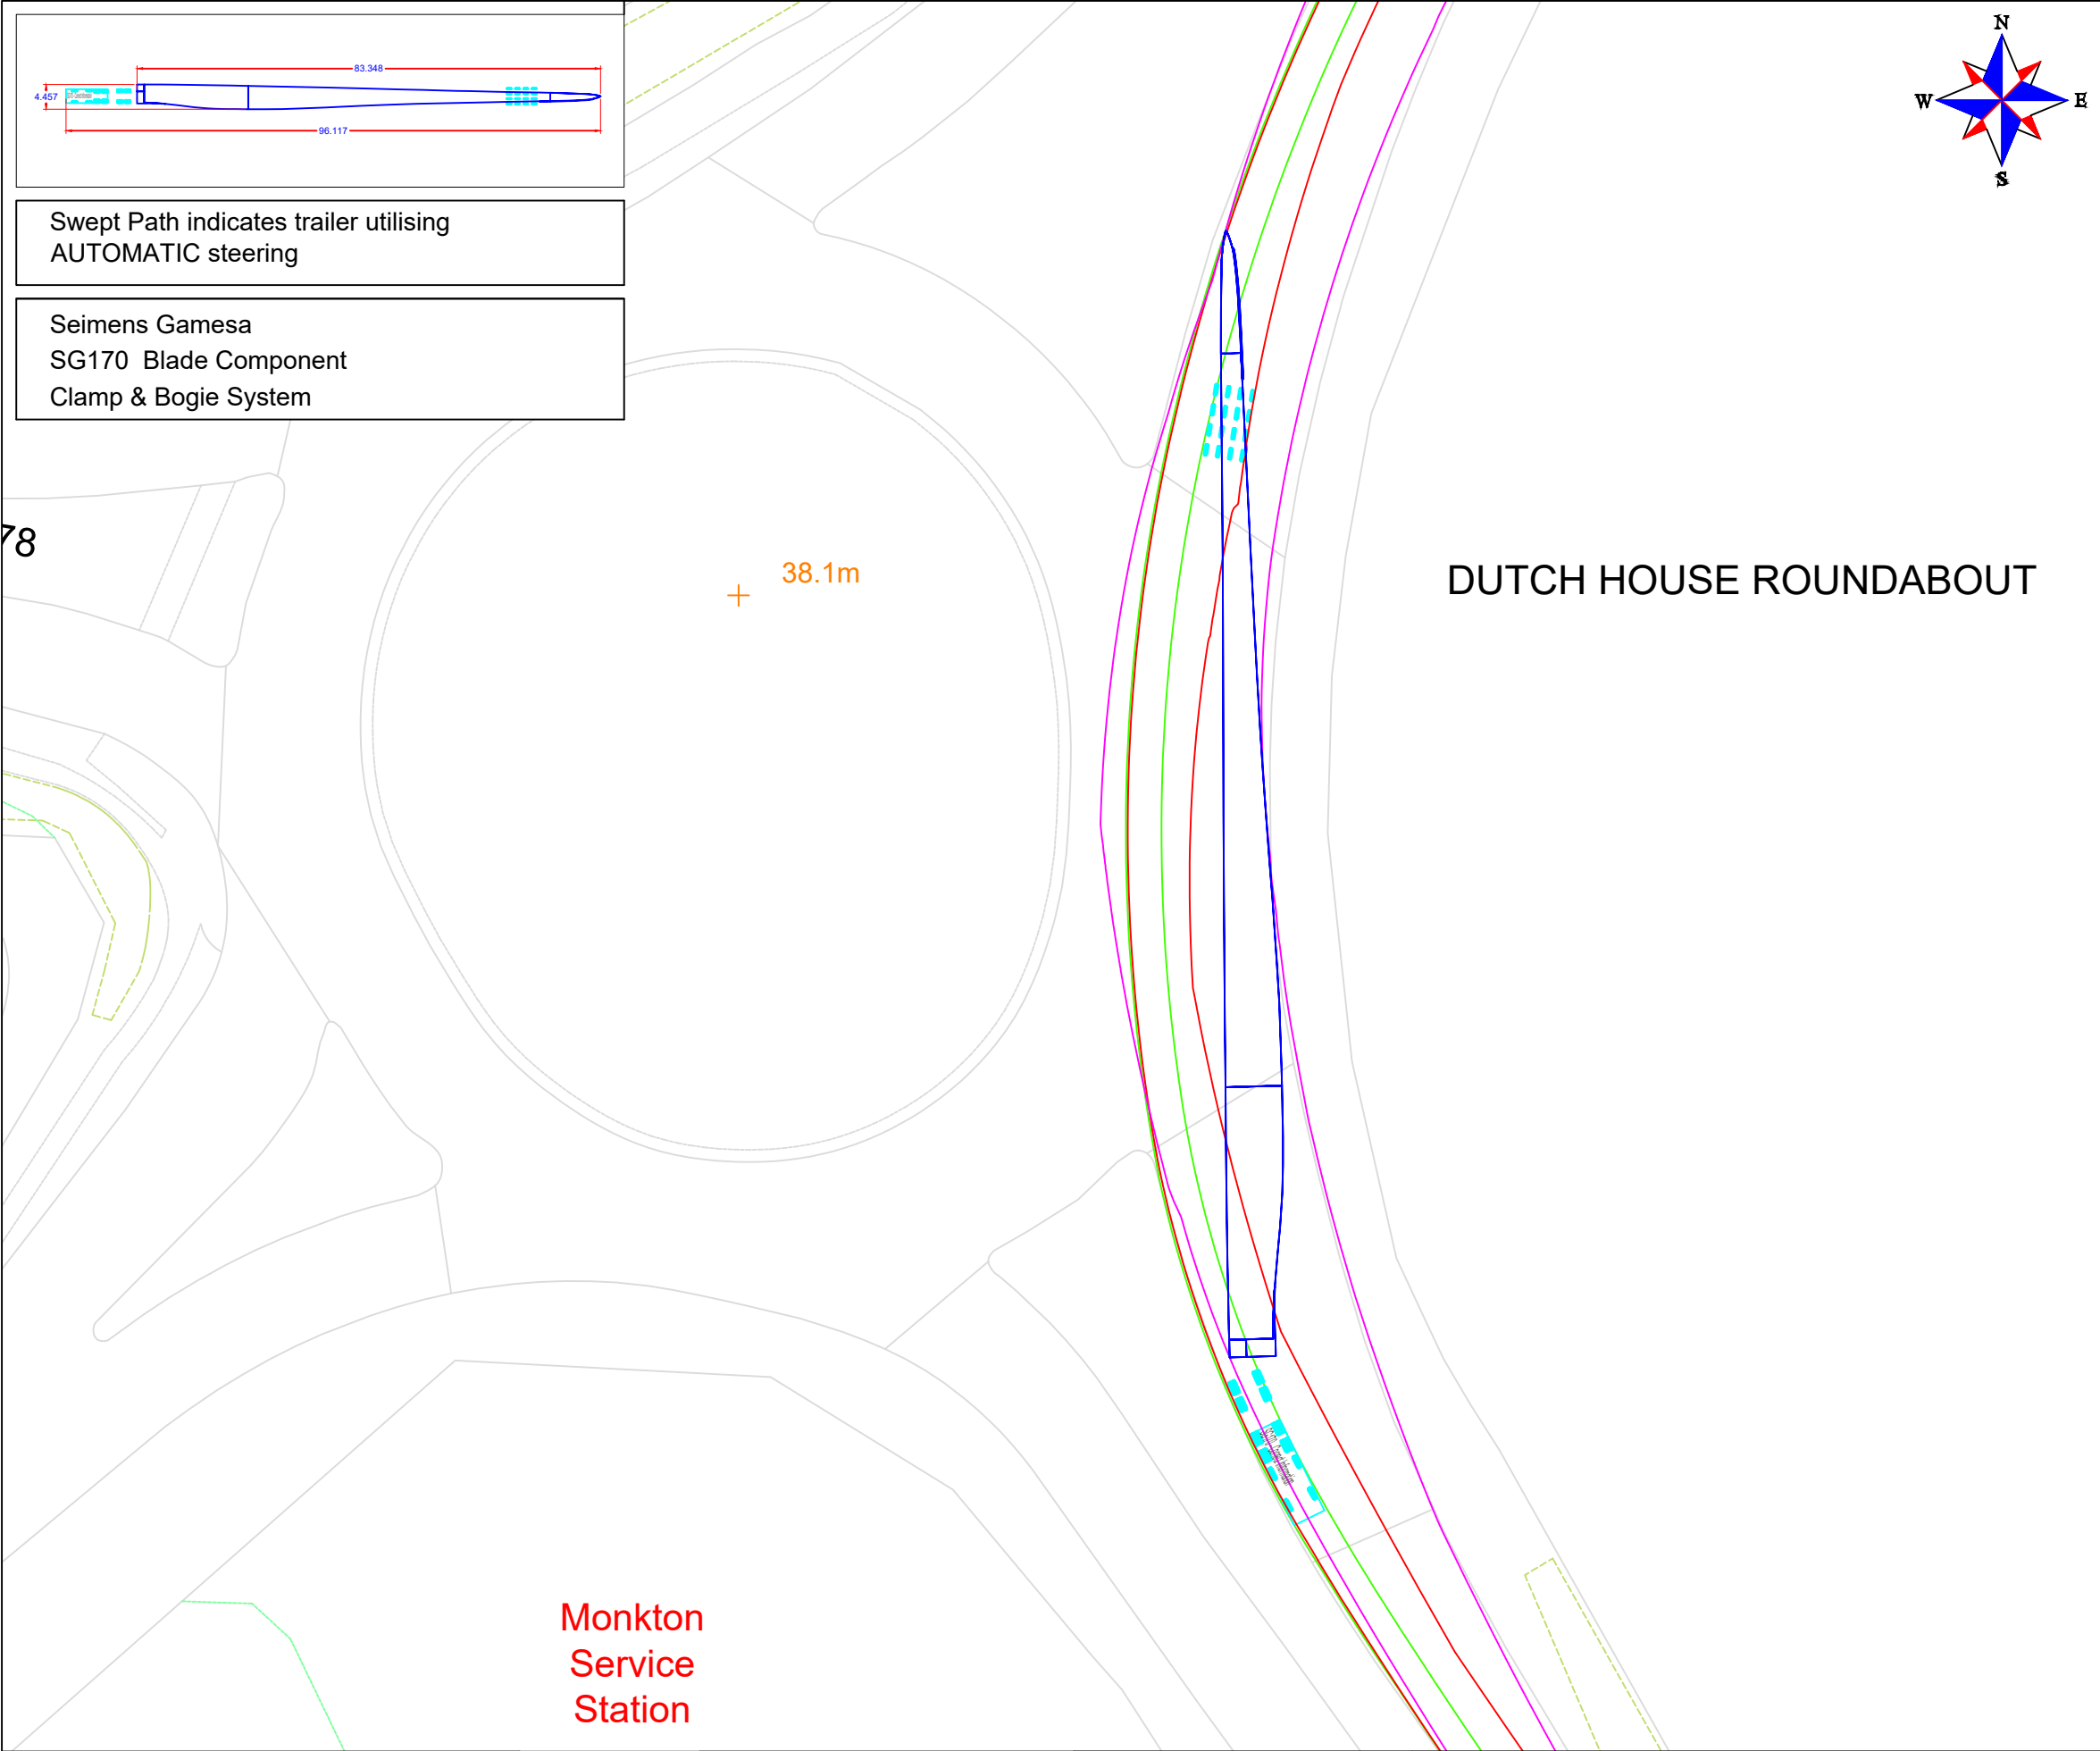 83.348
4.457
96.117
Swept Path indicates trailer utilising
AUTOMATIC steering
Seimens Gamesa
SG170 Blade Component
Clamp & Bogie System
N
W
E
S
78
38.1m
DUTCH HOUSE ROUNDABOUT
Monkton
Service
Station